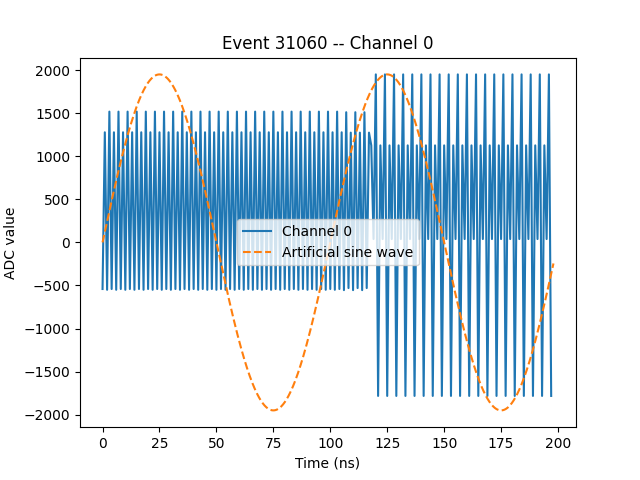 Event 31060 -- Channel 0
ADC value
2000
1500
1000
500
0
−500
−1000
−1500
−2000
Channel 0
Artificial sine wave
0 25 50 75 100 125 150 175 200
Time (ns)